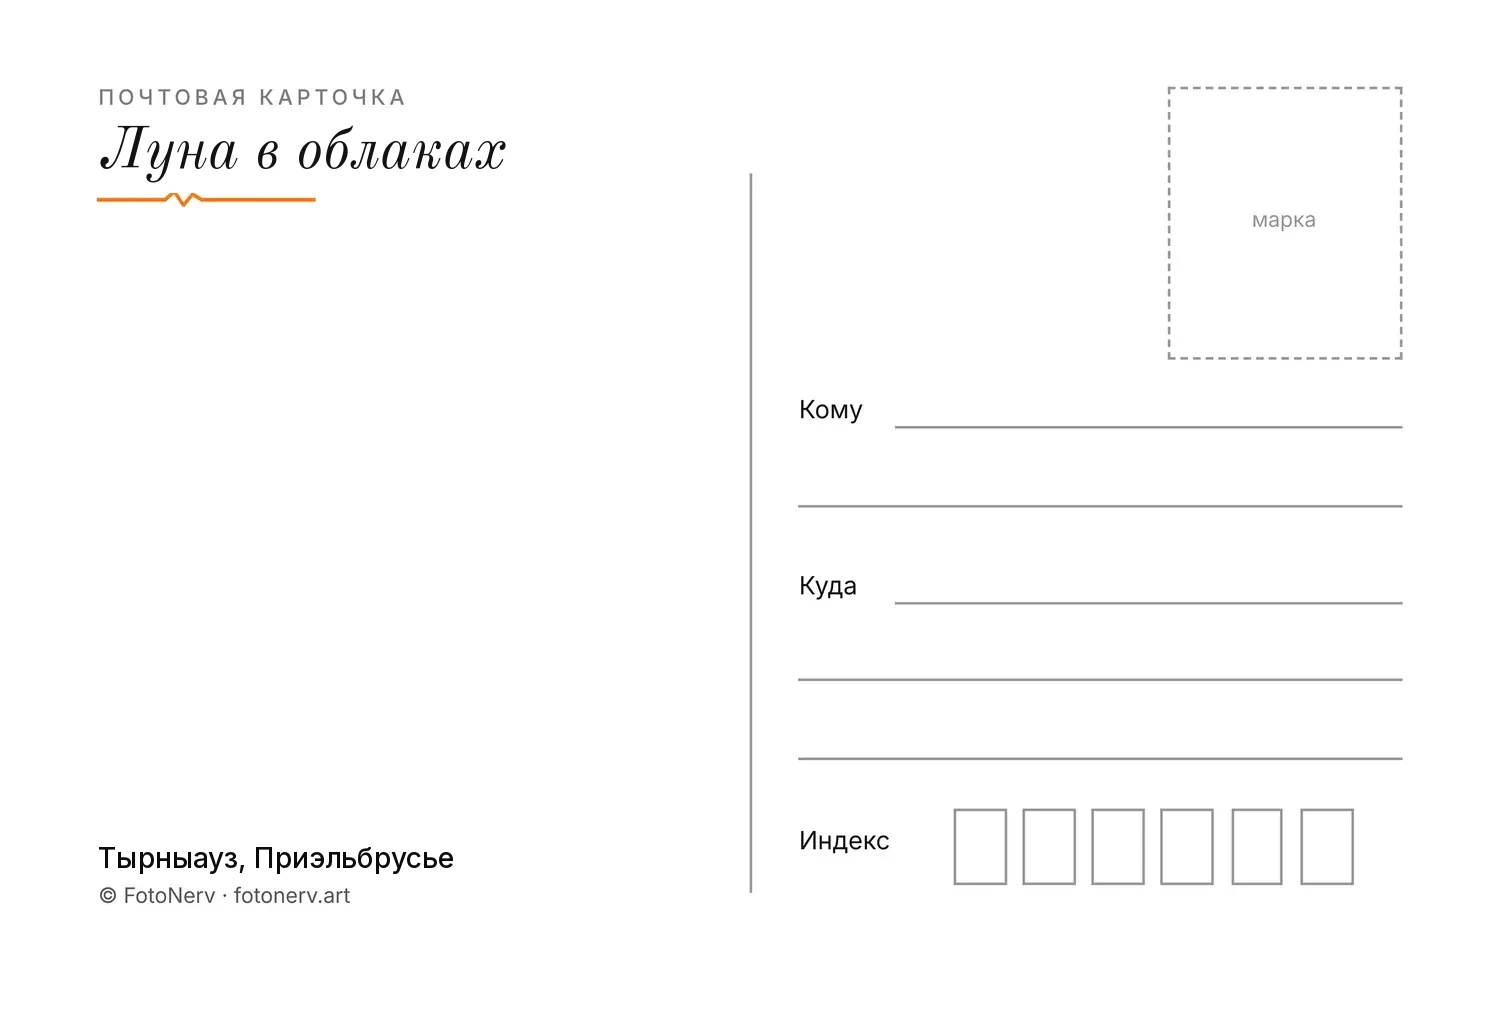 ПОЧТОВАЯ КАРТОЧКА
Луна в облаках
марка
Кому
Куда
Индекс
Тырныауз, Приэльбрусье
© FotoNerv · fotonerv.art